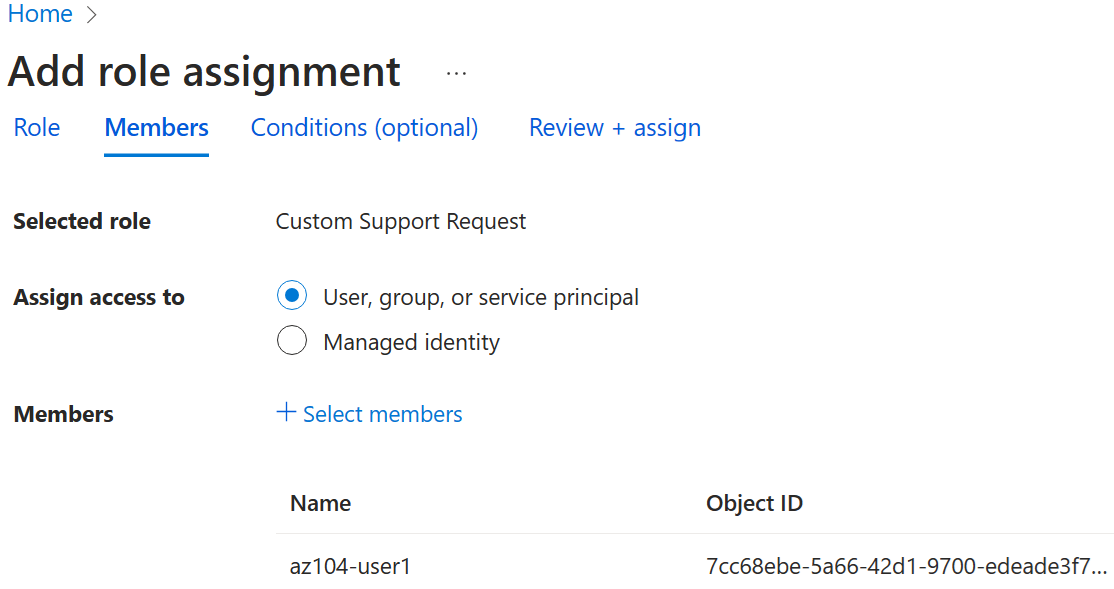 Home >
Add role assignment ...
Role Members Conditions (optional) Review + assign
Selected role Custom Support Request
Assign access to User, group, or service principal
Managed identity
Members + Select members
Name Object ID
az104-user1 7cc68ebe-5a66-42d1-9700-edeade3f7...